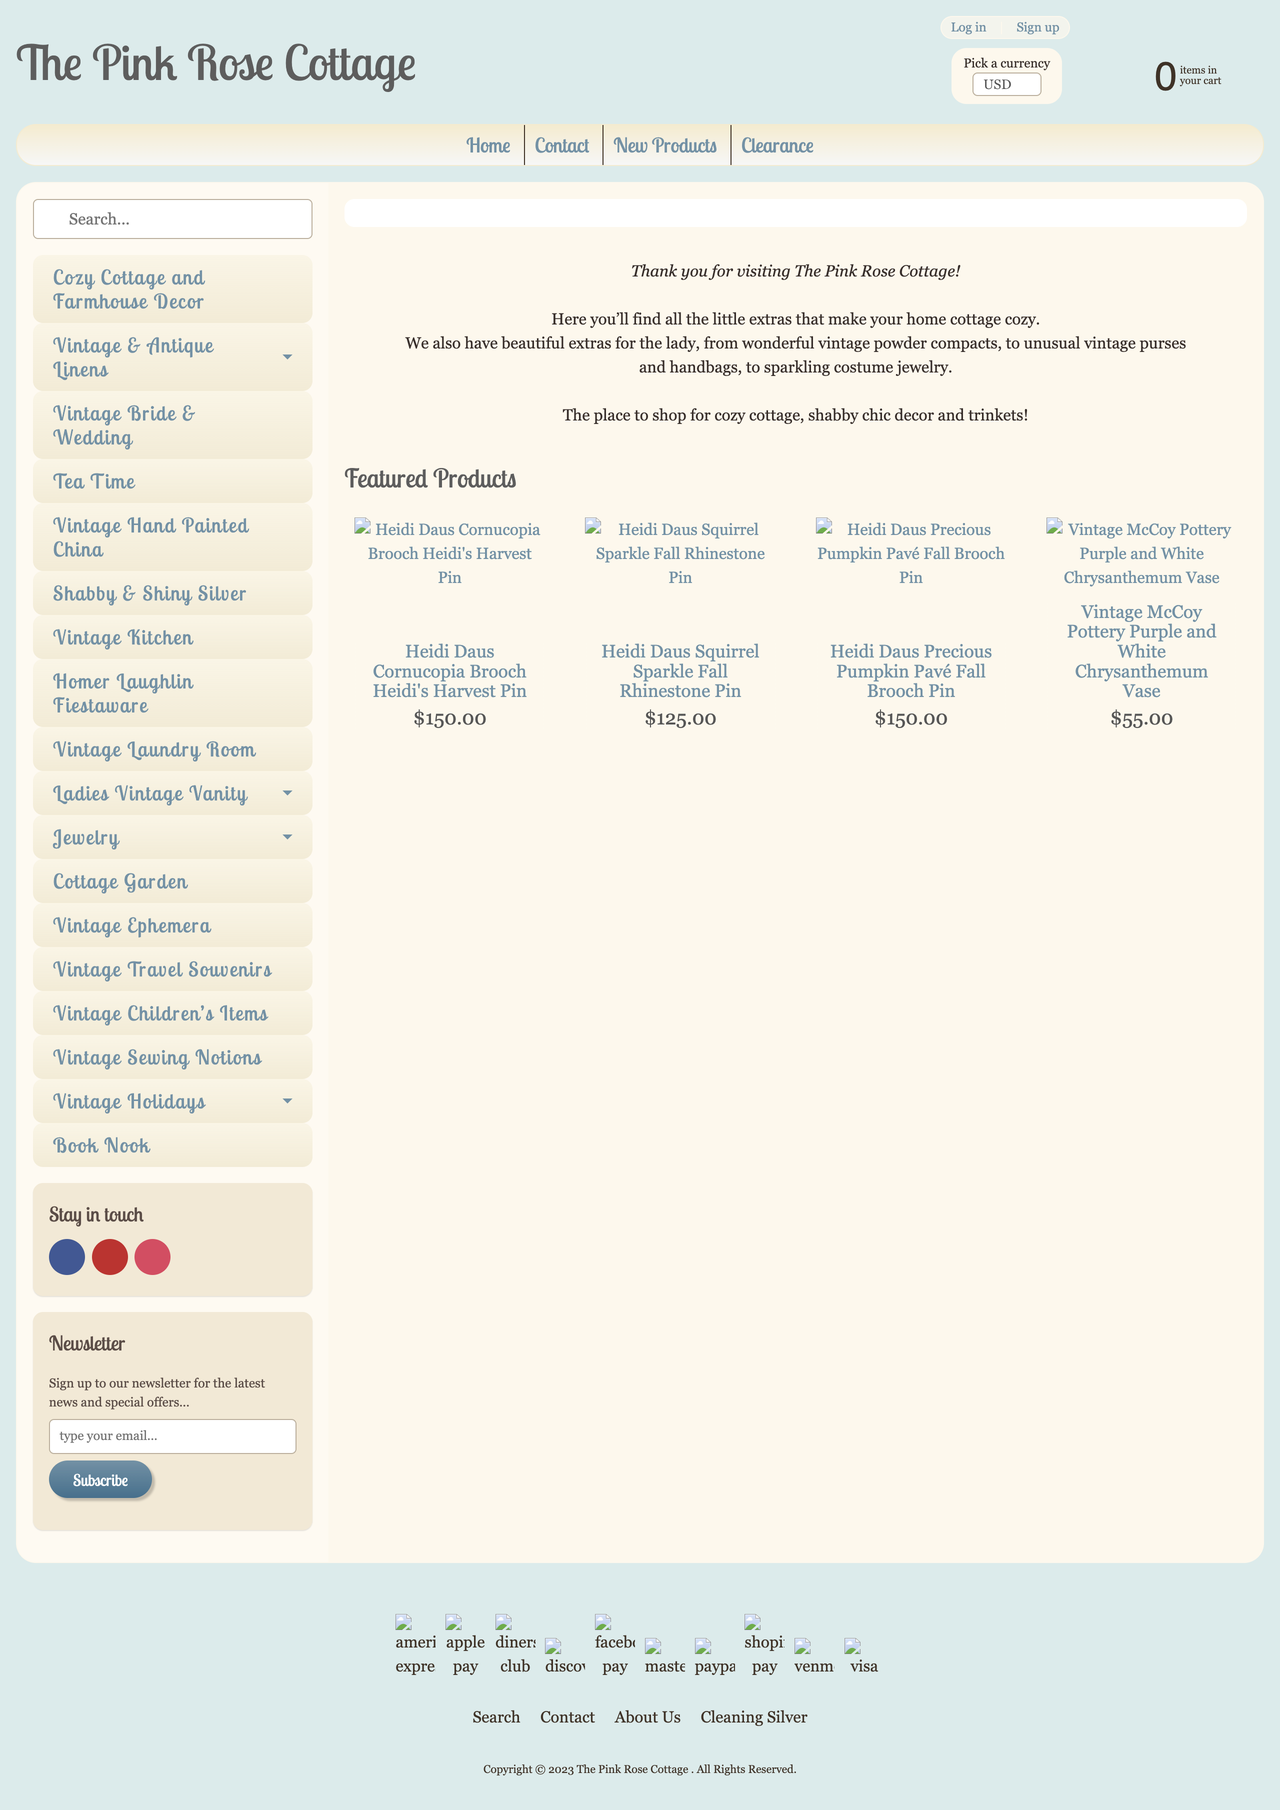 The Pink Rose Cottage
Log in
Sign up
Pick a currency
USD
0
items in
your cart
Home
Contact
New Products
Clearance
Search...
Cozy Cottage and
Farmhouse Decor
Vintage & Antique
Linens
Vintage Bride &
Wedding
Tea Time
Vintage Hand Painted
China
Shabby & Shiny Silver
Vintage Kitchen
Homer Laughlin
Fiestaware
Vintage Laundry Room
Ladies Vintage Vanity
Jewelry
Cottage Garden
Vintage Ephemera
Vintage Travel Souvenirs
Vintage Children's Items
Vintage Sewing Notions
Vintage Holidays
Book Nook
Stay in touch
Newsletter
Sign up to our newsletter for the latest
news and special offers...
type your email...
Subscribe
Thank you for visiting The Pink Rose Cottage!
Here you'll find all the little extras that make your home cottage cozy.
We also have beautiful extras for the lady, from wonderful vintage powder compacts, to unusual vintage purses
and handbags, to sparkling costume jewelry.
The place to shop for cozy cottage, shabby chic decor and trinkets!
Featured Products
Heidi Daus Cornucopia
Brooch Heidi's Harvest
Pin
Heidi Daus
Cornucopia Brooch
Heidi's Harvest Pin
$150.00
Heidi Daus Squirrel
Sparkle Fall Rhinestone
Pin
Heidi Daus Squirrel
Sparkle Fall
Rhinestone Pin
$125.00
Heidi Daus Precious
Pumpkin Pavé Fall Brooch
Pin
Heidi Daus Precious
Pumpkin Pavé Fall
Brooch Pin
$150.00
Vintage McCoy Pottery
Purple and White
Chrysanthemum Vase
Vintage McCoy
Pottery Purple and
White
Chrysanthemum
Vase
$55.00
ameri
expre
apple
pay
diners
club
discov
facebo
pay
maste
paypa
shopi
pay
venm
visa
Search
Contact
About Us
Cleaning Silver
Copyright © 2023 The Pink Rose Cottage . All Rights Reserved.